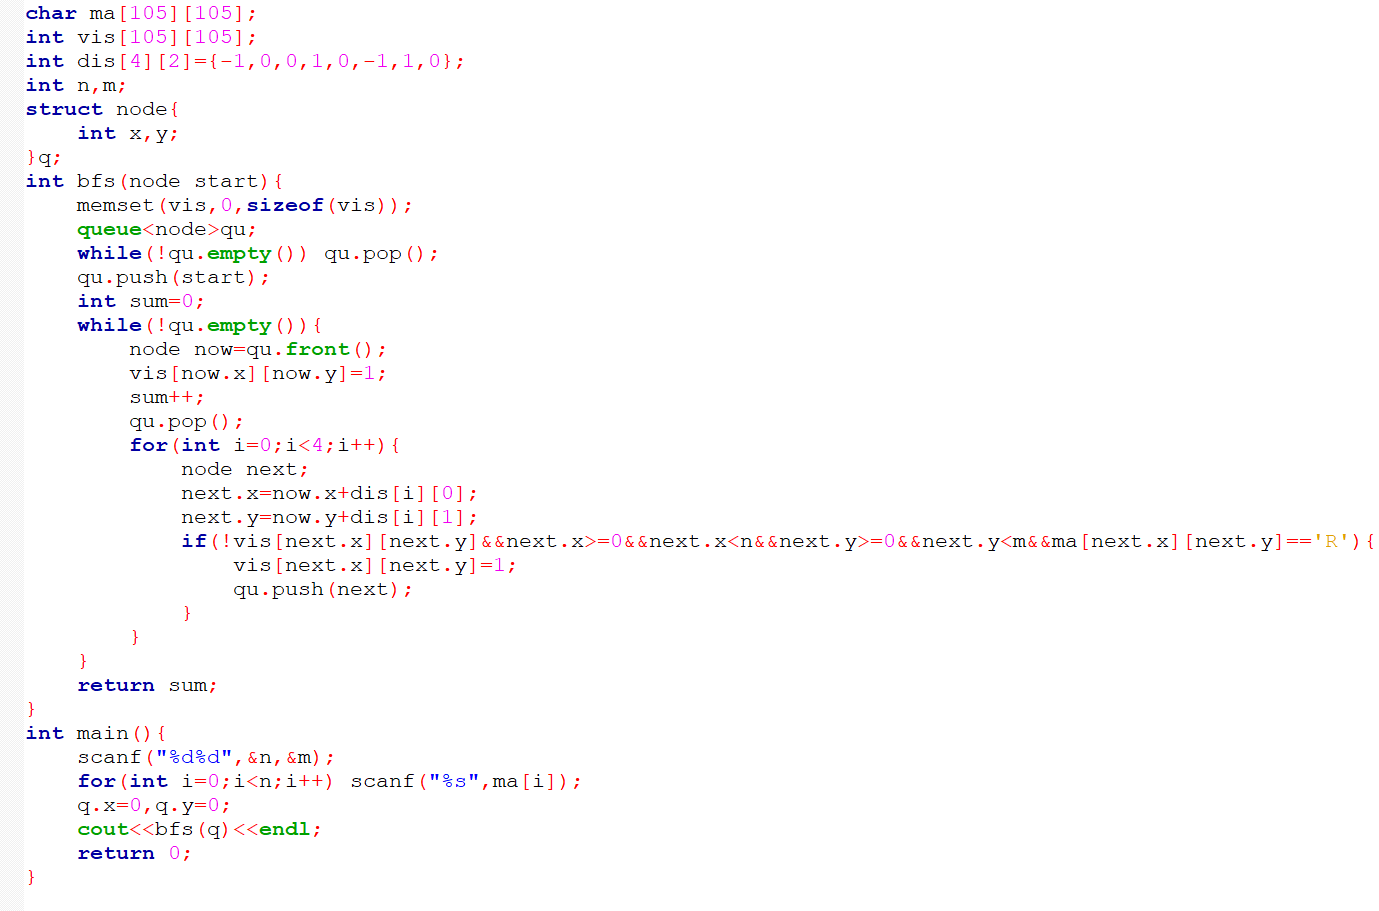 char ma[105][105];
int vis[105][105];
int dis[4][2]={-1,0,0,1,0,-1,1,0};
int n,m;
struct node{
    int x,y;
}q;
int bfs(node start){
    memset(vis,0,sizeof(vis));
    queue<node>qu;
    while(!qu.empty()) qu.pop();
    qu.push(start);
    int sum=0;
    while(!qu.empty()){
        node now=qu.front();
        vis[now.x][now.y]=1;
        sum++;
        qu.pop();
        for(int i=0;i<4;i++){
            node next;
            next.x=now.x+dis[i][0];
            next.y=now.y+dis[i][1];
            if(!vis[next.x][next.y]&&next.x>=0&&next.x<n&&next.y>=0&&next.y<m&&ma[next.x][next.y]=='R'){
                vis[next.x][next.y]=1;
                qu.push(next);
            }
        }
    }
    return sum;
}
int main(){
    scanf("%d%d",&n,&m);
    for(int i=0;i<n;i++) scanf("%s",ma[i]);
    q.x=0,q.y=0;
    cout<<bfs(q)<<endl;
    return 0;
}